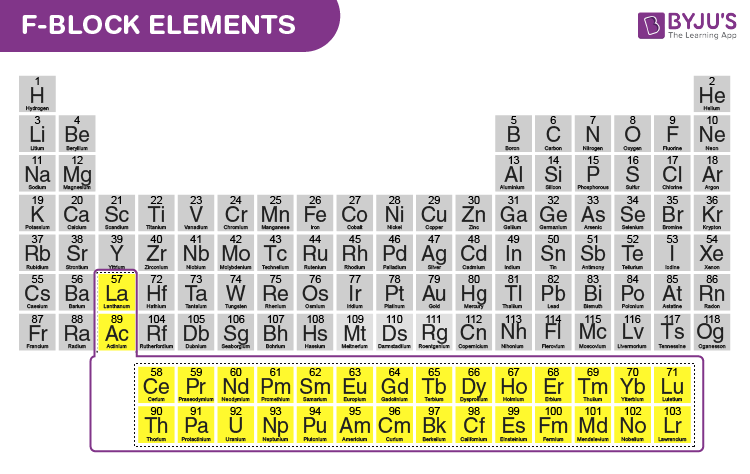 F-BLOCK ELEMENTS
BYJU'S
The Learning App
1 2
H He
Hydrogen Helium
3 4 5 6 7 8 9 10
Li Be B C N O F Ne
Litium Beryllium Boron Carbon Nitrogen Oxygen Fluorine Neon
11 12 13 14 15 16 17 18
Na Mg Al Si P S Cl Ar
Sodium Magnesium Aluminium Silicon Phosphorous Sulfur Chlorine Argon
19 20 21 22 23 24 25 26 27 28 29 30 31 32 33 34 35 36
K Ca Sc Ti V Cr Mn Fe Co Ni Cu Zn Ga Ge As Se Br Kr
Potassium Calcium Scandium Titanium Vanadium Chromium Manganese Iron Cobalt Nickel Copper Zinc Galium Germanium Arsenic Selenium Bromine Krypton
37 38 39 40 41 42 43 44 45 46 47 48 49 50 51 52 53 54
Rb Sr Y Zr Nb Mo Tc Ru Rh Pd Ag Cd In Sn Sb Te I Xe
Rubidium Strontium Yttrium Zirconium Niobium Molybdenum Technetium Rutenium Rhodium Palladium Silver Cadmium Indium Tin Antimony Tellurium Iodine Xenon
55 56 57 72 73 74 75 76 77 78 79 80 81 82 83 84 85 86
Cs Ba La Hf Ta W Re Os Ir Pt Au Hg Tl Pb Bi Po At Rn
Caesium Barium Lanthanum Hafnium Tantalum Tungsten Rhenium Osmium Iridium Platinum Gold Mercury Thallium Lead Bismuth Polonium Astatine Radon
87 88 89 104 105 106 107 108 109 110 111 112 113 114 115 116 117 118
Fr Ra Ac Rf Db Sg Bh Hs Mt Ds Rg Cn Nh Fl Mc Lv Ts Og
Francium Radium Actinium Rutherfordium Dubnium Seaborgium Bohrium Hassium Meitnerium Darmstadtium Roentgenium Copernicium Nihonium Flerovium Moscovium Livermorium Tennessine Oganesson
58 59 60 61 62 63 64 65 66 67 68 69 70 71
Ce Pr Nd Pm Sm Eu Gd Tb Dy Ho Er Tm Yb Lu
Cerium Praseodymium Neodymium Promethium Samarium Europium Gadolinium Terbium Dysprosium Holmium Erbium Thulium Ytterbium Lutetium
90 91 92 93 94 95 96 97 98 99 100 101 102 103
Th Pa U Np Pu Am Cm Bk Cf Es Fm Md No Lr
Thorium Protactinium Uranium Neptunium Plutonium Americium Curium Berkelium Californium Einsteinium Fermium Mendelevium Nobelium Lawrencium